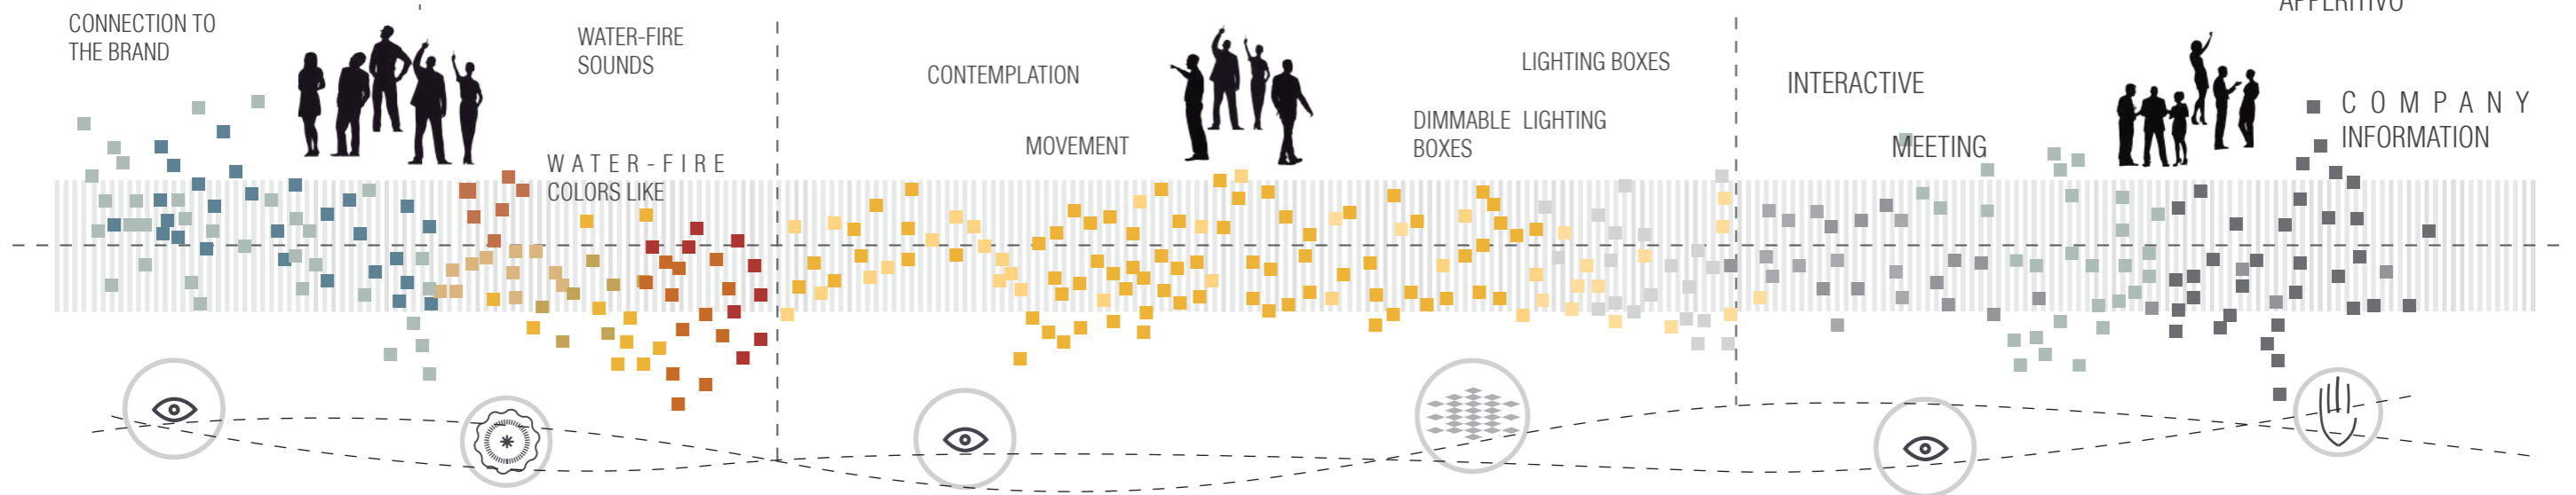 CONNECTION TO
THE BRAND
WATER-FIRE
SOUNDS
WATER-FIRE
COLORS LIKE
CONTEMPLATION
MOVEMENT
LIGHTING BOXES
DIMMABLE LIGHTING
BOXES
INTERACTIVE
MEETING
APPERITIVO
COMPANY
INFORMATION